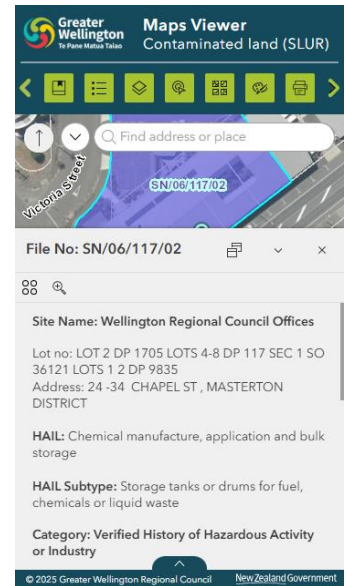 Greater
Wellington
Te Pane Matua Taiao
Maps Viewer
Contaminated land (SLUR)
Find address or place
Victoria Street
SN/06/117/02
File No: SN/06/117/02
Site Name: Wellington Regional Council Offices
Lot no: LOT 2 DP 1705 LOTS 4-8 DP 117 SEC 1 SO
36121 LOTS 1 2 DP 9835
Address: 24 -34 CHAPEL ST , MASTERTON
DISTRICT
HAIL: Chemical manufacture, application and bulk
storage
HAIL Subtype: Storage tanks or drums for fuel,
chemicals or liquid waste
Category: Verified History of Hazardous Activity
or Industry
© 2025 Greater Wellington Regional Council
New Zealand Government